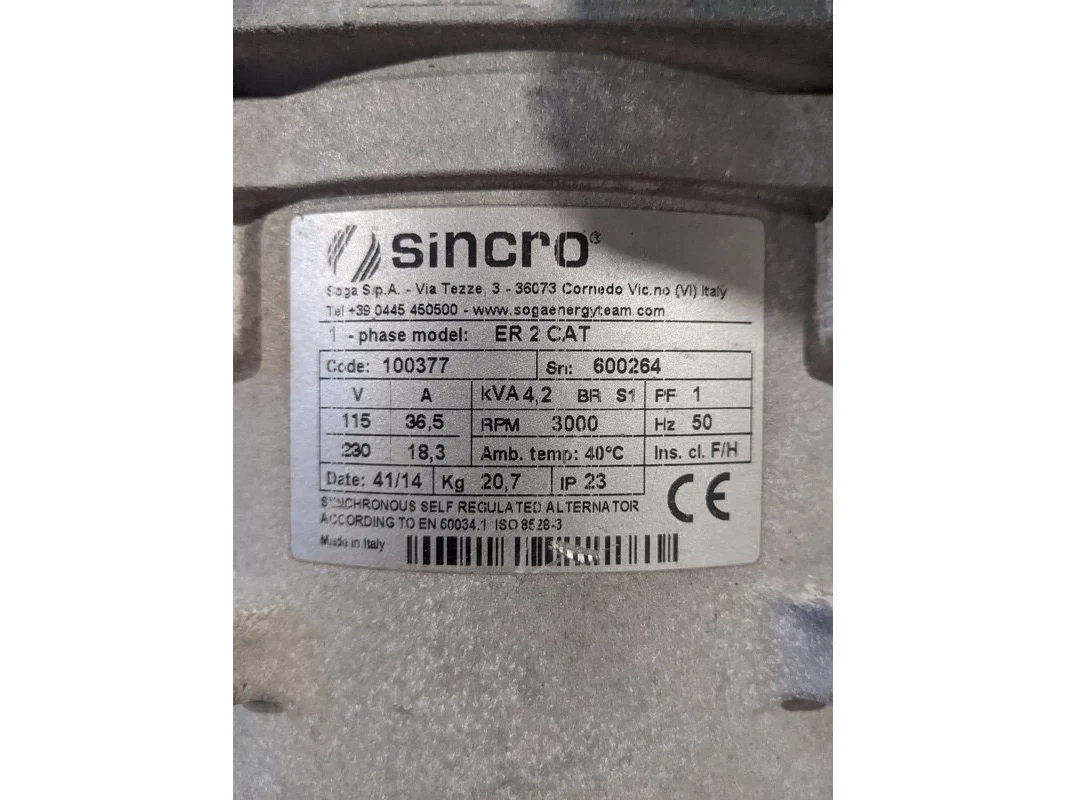 sincro®
Soga S.p.A. - Via Tezze, 3 - 36073 Cornedo Vic.no (VI) Italy
Tel +39 0445 450500 - www.sogaenergyteam.com
1 - phase model: ER 2 CAT
Code: 100377 Sn: 600264
V A kVA 4,2 BR S1 PF 1
115 36,5 RPM 3000 Hz 50
230 18,3 Amb. temp: 40°C Ins. cl. F/H
Date: 41/14 Kg 20,7 IP 23 CE
SYNCHRONOUS SELF REGULATED ALTERNATOR
ACCORDING TO EN 60034.1 ISO 8528-3
Made in Italy